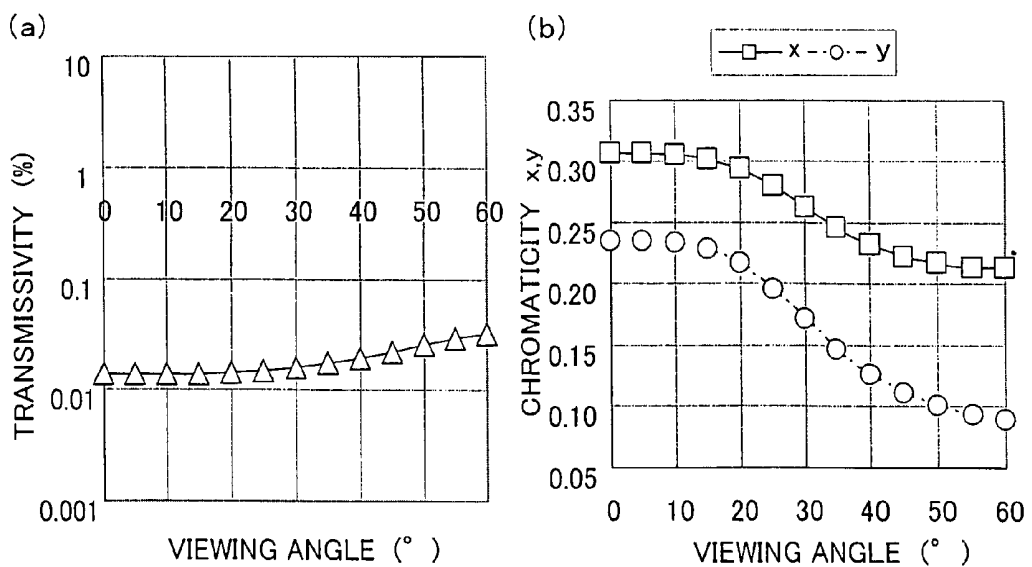 (a)
TRANSMISSIVITY (%)
10
1
0 10 20 30 40 50 60
0.1
0.01
0.001
VIEWING ANGLE (° )
(b)
x y
CHROMATICITY x,y
0.35
0.30
0.25
0.20
0.15
0.10
0.05
0 10 20 30 40 50 60
VIEWING ANGLE (° )